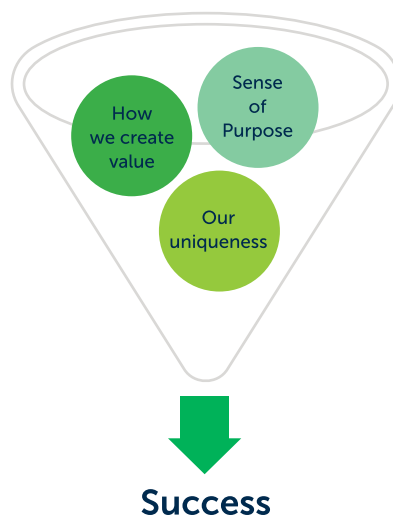 How
we create
value
Sense
of
Purpose
Our
uniqueness
Success